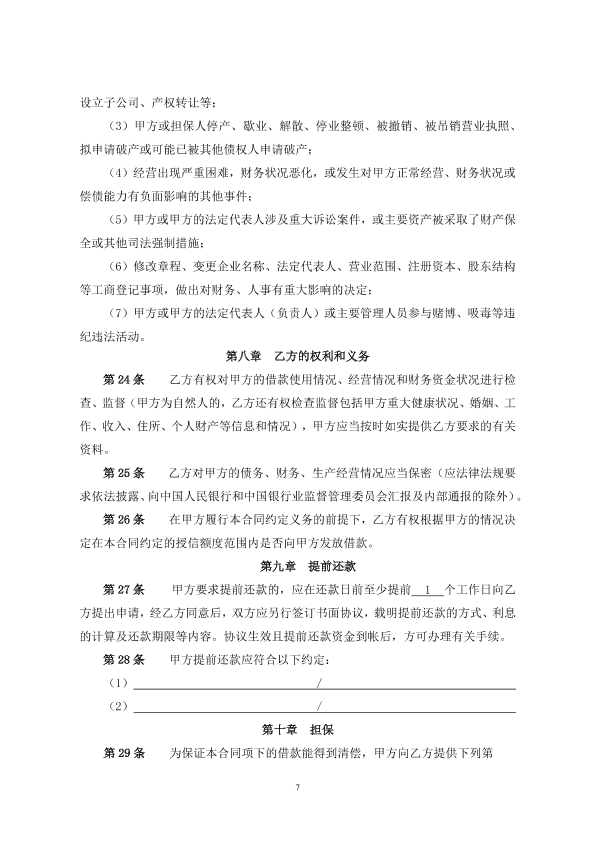 设立子公司、产权转让等；
（3）甲方或担保人停产、歇业、解散、停业整顿、被撤销、被吊销营业执照、
拟申请破产或可能已被其他债权人申请破产；
（4）经营出现严重困难，财务状况恶化，或发生对甲方正常经营、财务状况或
偿债能力有负面影响的其他事件；
（5）甲方或甲方的法定代表人涉及重大诉讼案件，或主要资产被采取了财产保
全或其他司法强制措施；
（6）修改章程、变更企业名称、法定代表人、营业范围、注册资本、股东结构
等工商登记事项，做出对财务、人事有重大影响的决定；
（7）甲方或甲方的法定代表人（负责人）或主要管理人员参与赌博、吸毒等违
纪违法活动。
第八章 乙方的权利和义务
第 24 条 乙方有权对甲方的借款使用情况、经营情况和财务资金状况进行检
查、监督（甲方为自然人的，乙方还有权检查监督包括甲方重大健康状况、婚姻、工
作、收入、住所、个人财产等信息和情况），甲方应当按时如实提供乙方要求的有关
资料。
第 25 条 乙方对甲方的债务、财务、生产经营情况应当保密（应法律法规要
求依法披露、向中国人民银行和中国银行业监督管理委员会汇报及内部通报的除外）。
第 26 条 在甲方履行本合同约定义务的前提下，乙方有权根据甲方的情况决
定在本合同约定的授信额度范围内是否向甲方发放借款。
第九章 提前还款
第 27 条 甲方要求提前还款的，应在还款日前至少提前 1 个工作日向乙
方提出申请，经乙方同意后，双方应另行签订书面协议，载明提前还款的方式、利息
的计算及还款期限等内容。协议生效且提前还款资金到帐后，方可办理有关手续。
第 28 条 甲方提前还款应符合以下约定：
（1） /
（2） /
第十章 担保
第 29 条 为保证本合同项下的借款能得到清偿，甲方向乙方提供下列第
7